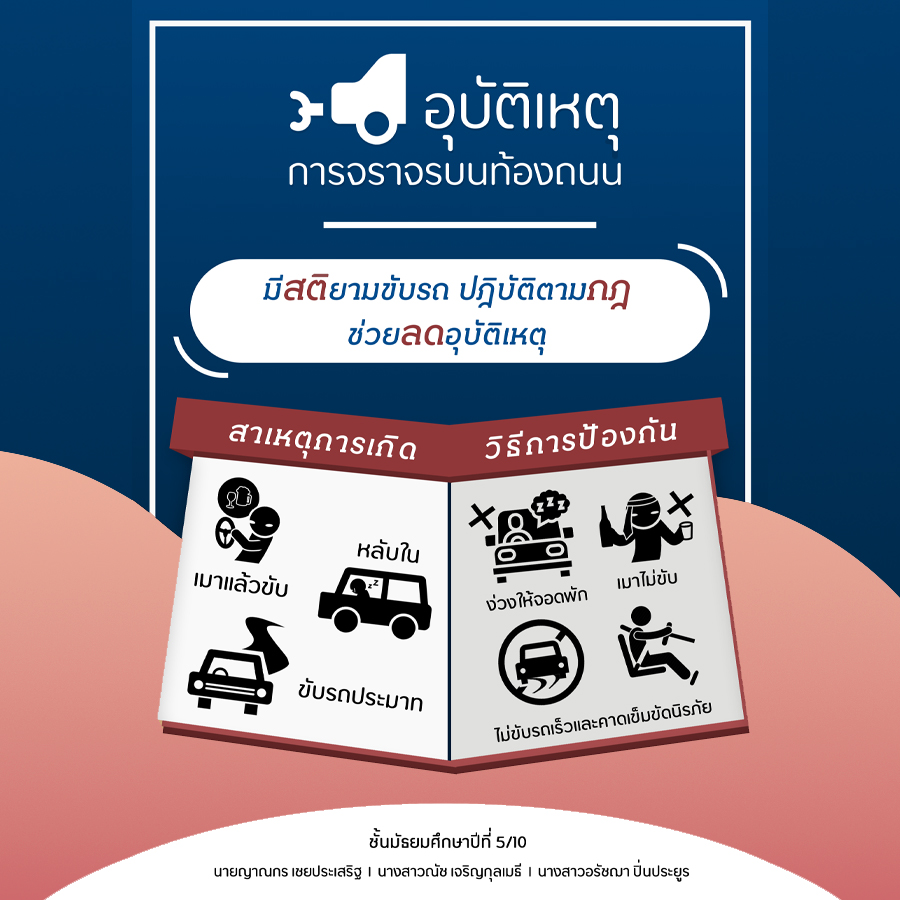 อุบัติเหตุ
การจราจรบนท้องถนน
มีสติยามขับรถ ปฎิบัติตามกฎ
ช่วยลดอุบัติเหตุ
สาเหตุการเกิด
เมาแล้วขับ
หลับใน
zZ
ขับรถประมาท
วิธีการป้องกัน
zzz
ง่วงให้จอดพัก
เมาไม่ขับ
ไม่ขับรถเร็วและคาดเข็มขัดนิรภัย
ชั้นมัธยมศึกษาปีที่ 5/10
นายญาณกร เชยประเสริฐ | นางสาวณัช เจริญกุลเมธี | นางสาวอรัชฌา ปิ่นประยูร